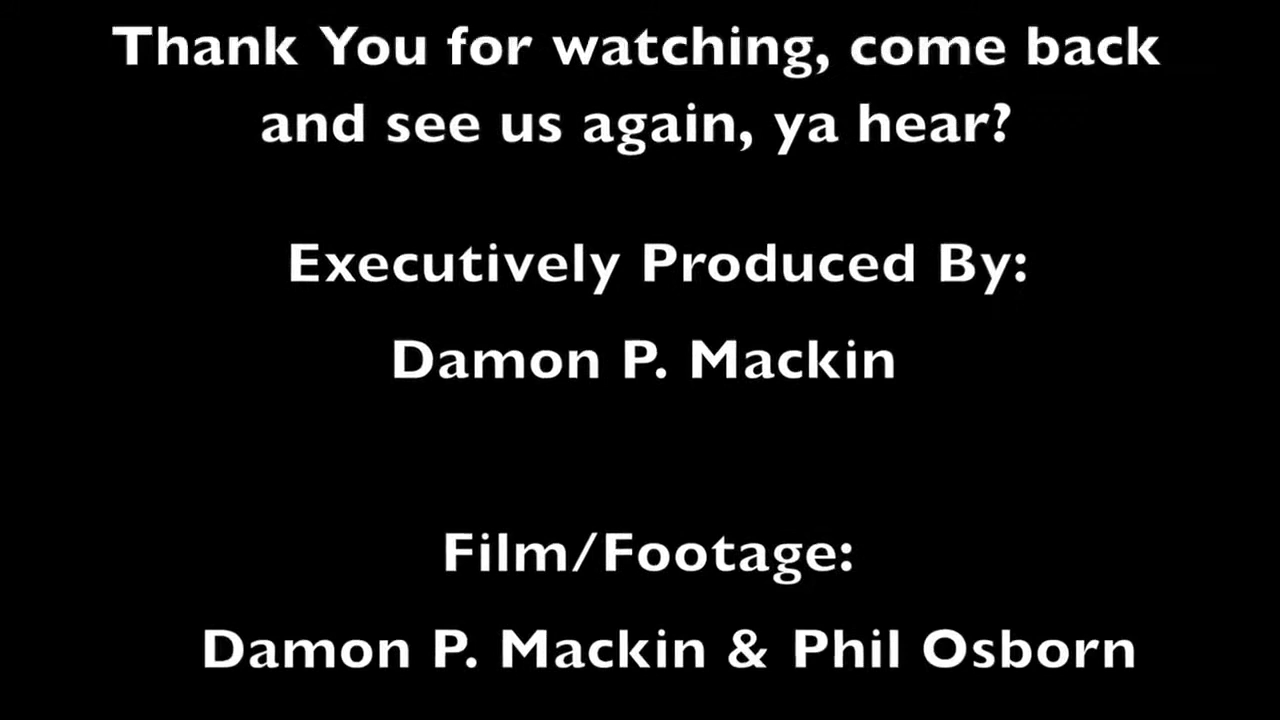 Thank You for watching, come back
and see us again, ya hear?
Executively Produced By:
Damon P. Mackin
Film/Footage:
Damon P. Mackin & Phil Osborn